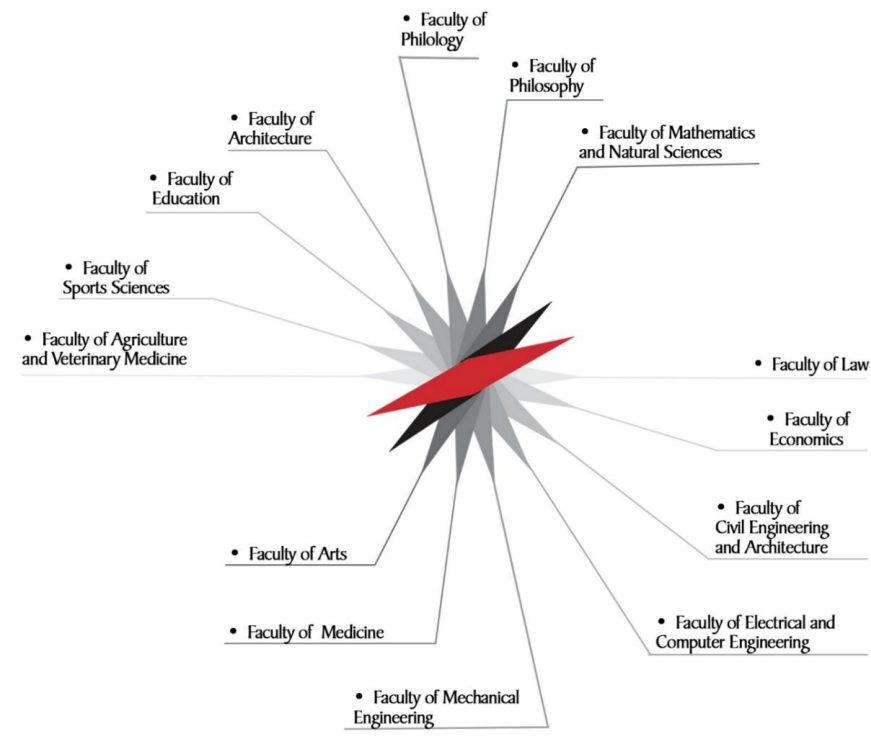 • Faculty of
Philology
• Faculty of
Philosophy
• Faculty of Mathematics
and Natural Sciences
• Faculty of
Architecture
• Faculty of
Education
• Faculty of
Sports Sciences
• Faculty of Agriculture
and Veterinary Medicine
• Faculty of Law
• Faculty of
Economics
• Faculty of
Civil Engineering
and Architecture
• Faculty of Electrical and
Computer Engineering
• Faculty of Arts
• Faculty of Medicine
• Faculty of Mechanical
Engineering